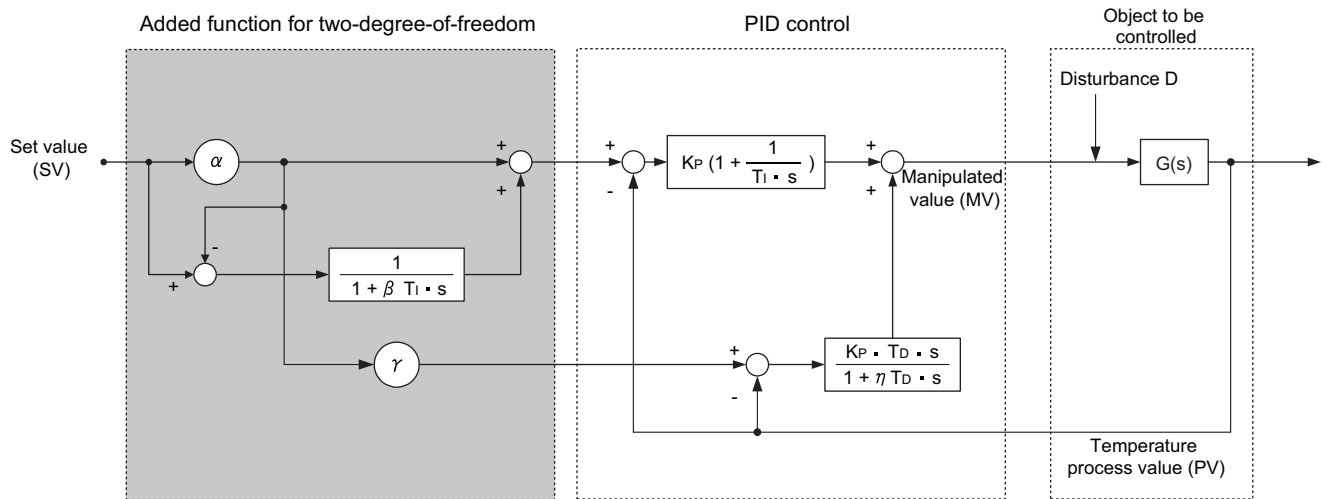 Added function for two-degree-of-freedom
PID control
Object to be
controlled
Disturbance D
Set value
(SV)
α
+
+
+
-
KP (1 + 1
TI · s )
+
+
Manipulated
value (MV)
G(s)
-
+
1
1 + β TI · s
γ
+
-
KP · TD · s
1 + η TD · s
Temperature
process value (PV)